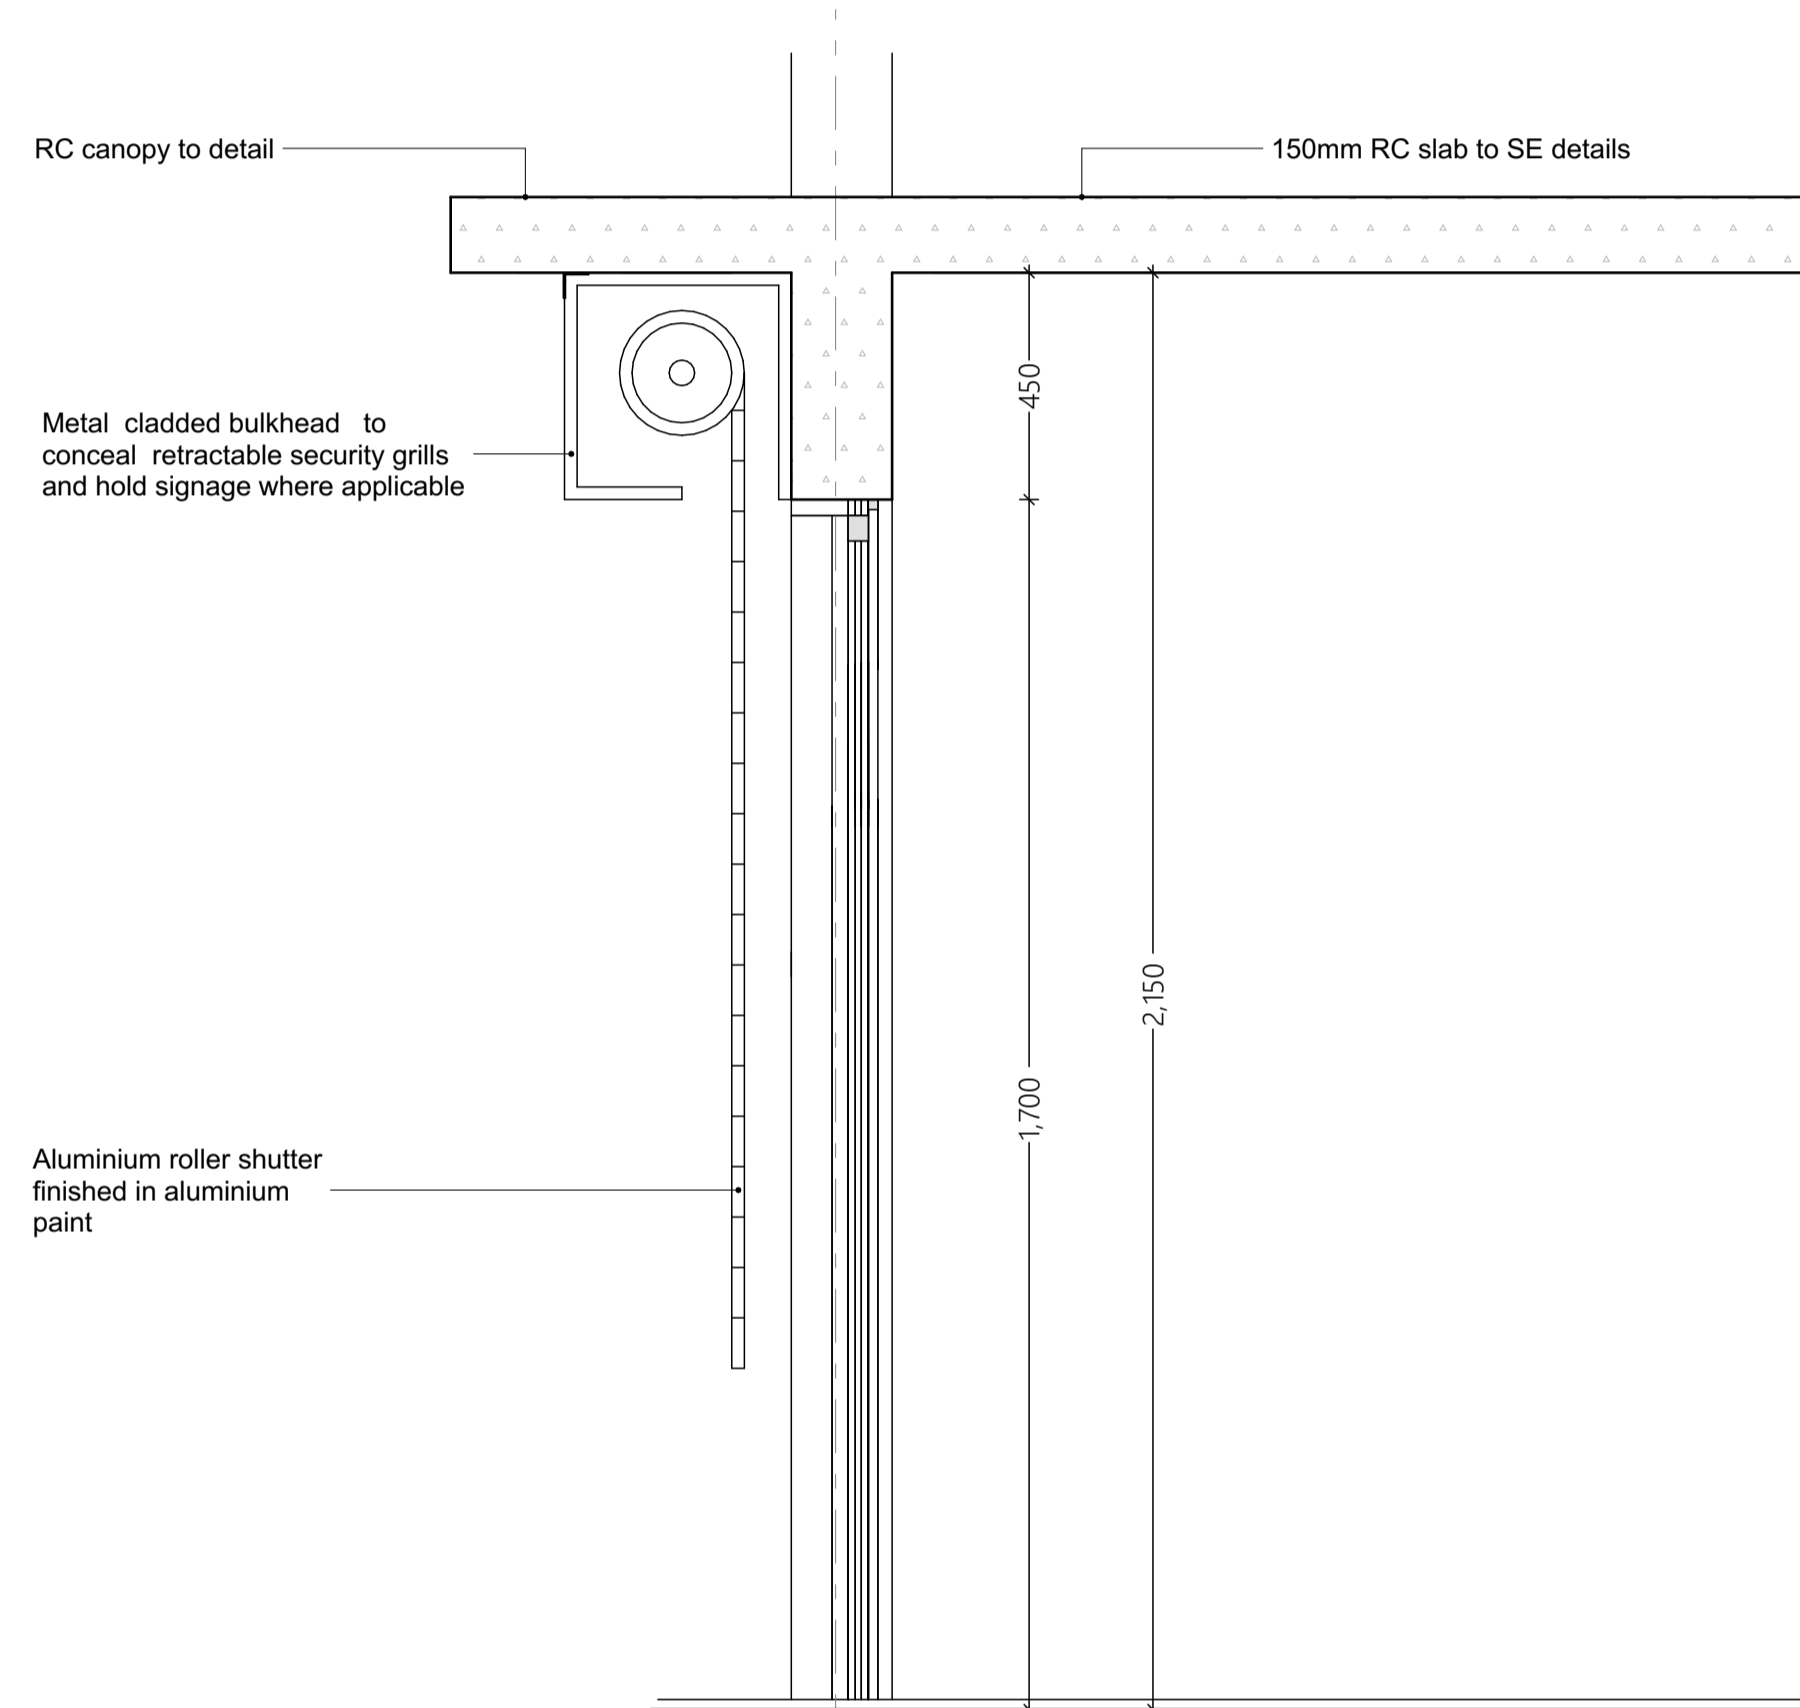 RC canopy to detail
150mm RC slab to SE details
450
Metal cladded bulkhead to
conceal retractable security grills
and hold signage where applicable
2,150
1,700
Aluminium roller shutter
finished in aluminium
paint